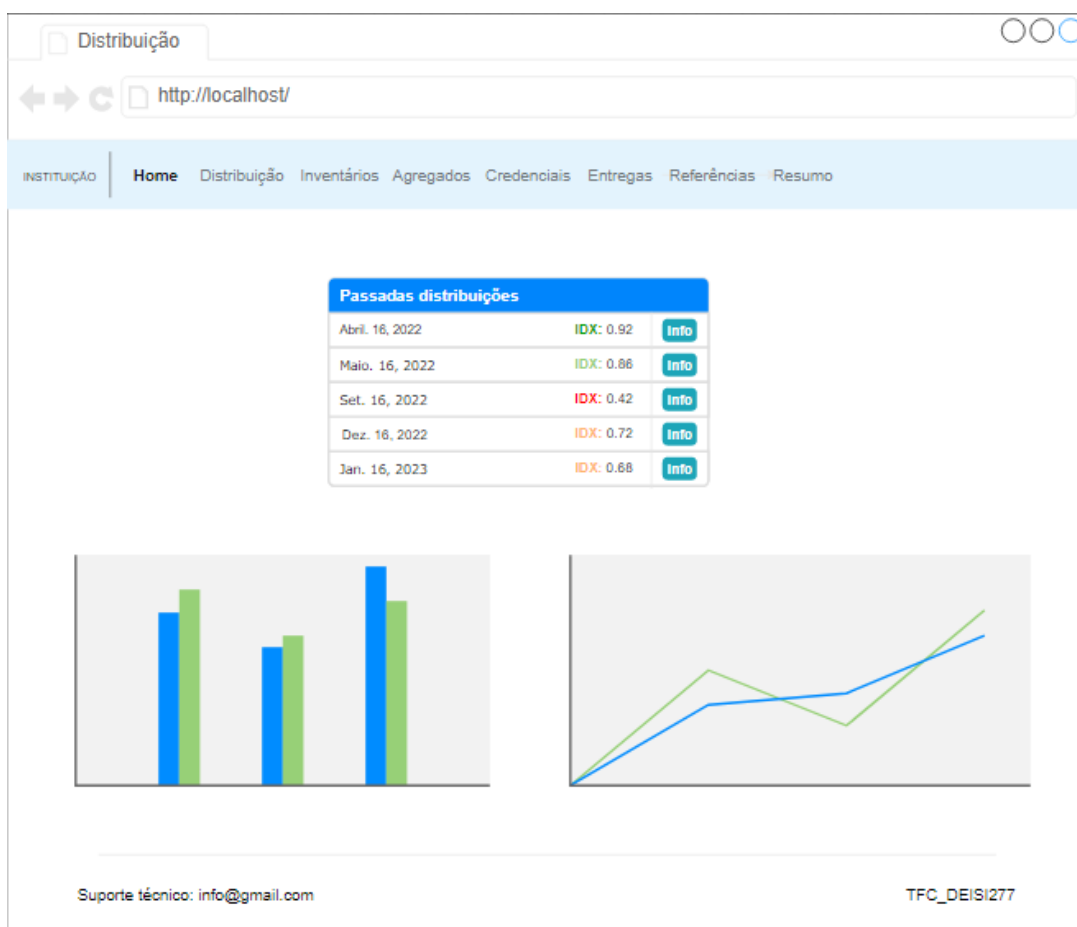 Distribuição
http://localhost/
INSTITUIÇÃO Home Distribuição Inventários Agregados Credenciais Entregas Referências Resumo
Passadas distribuições
Abril. 16, 2022 IDX: 0.92 Info
Maio. 16, 2022 IDX: 0.86 Info
Set. 16, 2022 IDX: 0.42 Info
Dez. 16, 2022 IDX: 0.72 Info
Jan. 16, 2023 IDX: 0.68 Info
Suporte técnico: info@gmail.com TFC_DEISI277